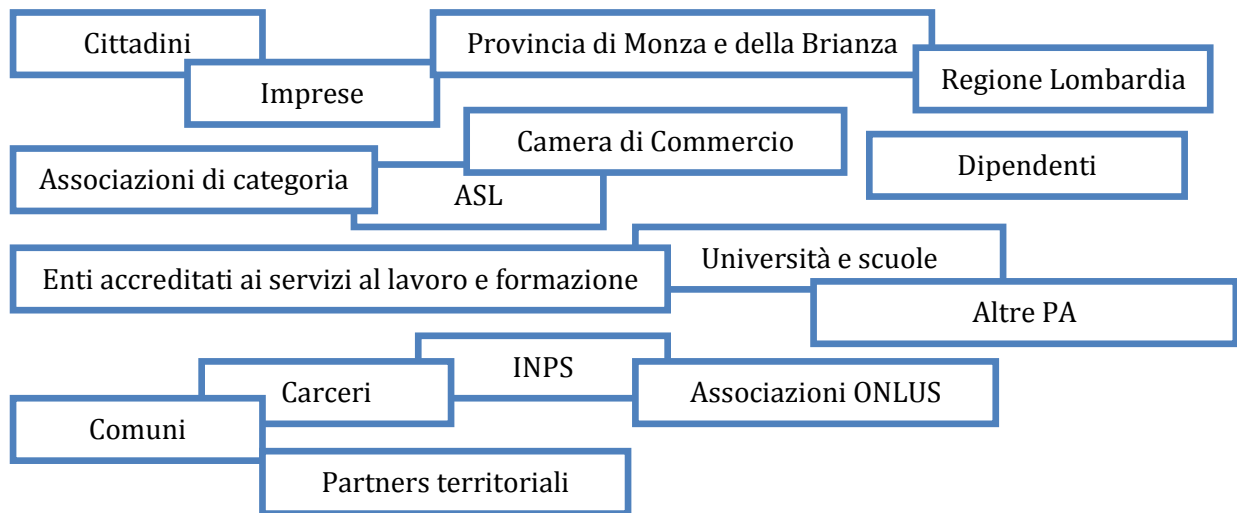 Cittadini
Provincia di Monza e della Brianza
Imprese
Regione Lombardia
Camera di Commercio
Dipendenti
Associazioni di categoria
ASL
Università e scuole
Enti accreditati ai servizi al lavoro e formazione
Altre PA
INPS
Carceri
Associazioni ONLUS
Comuni
Partners territoriali